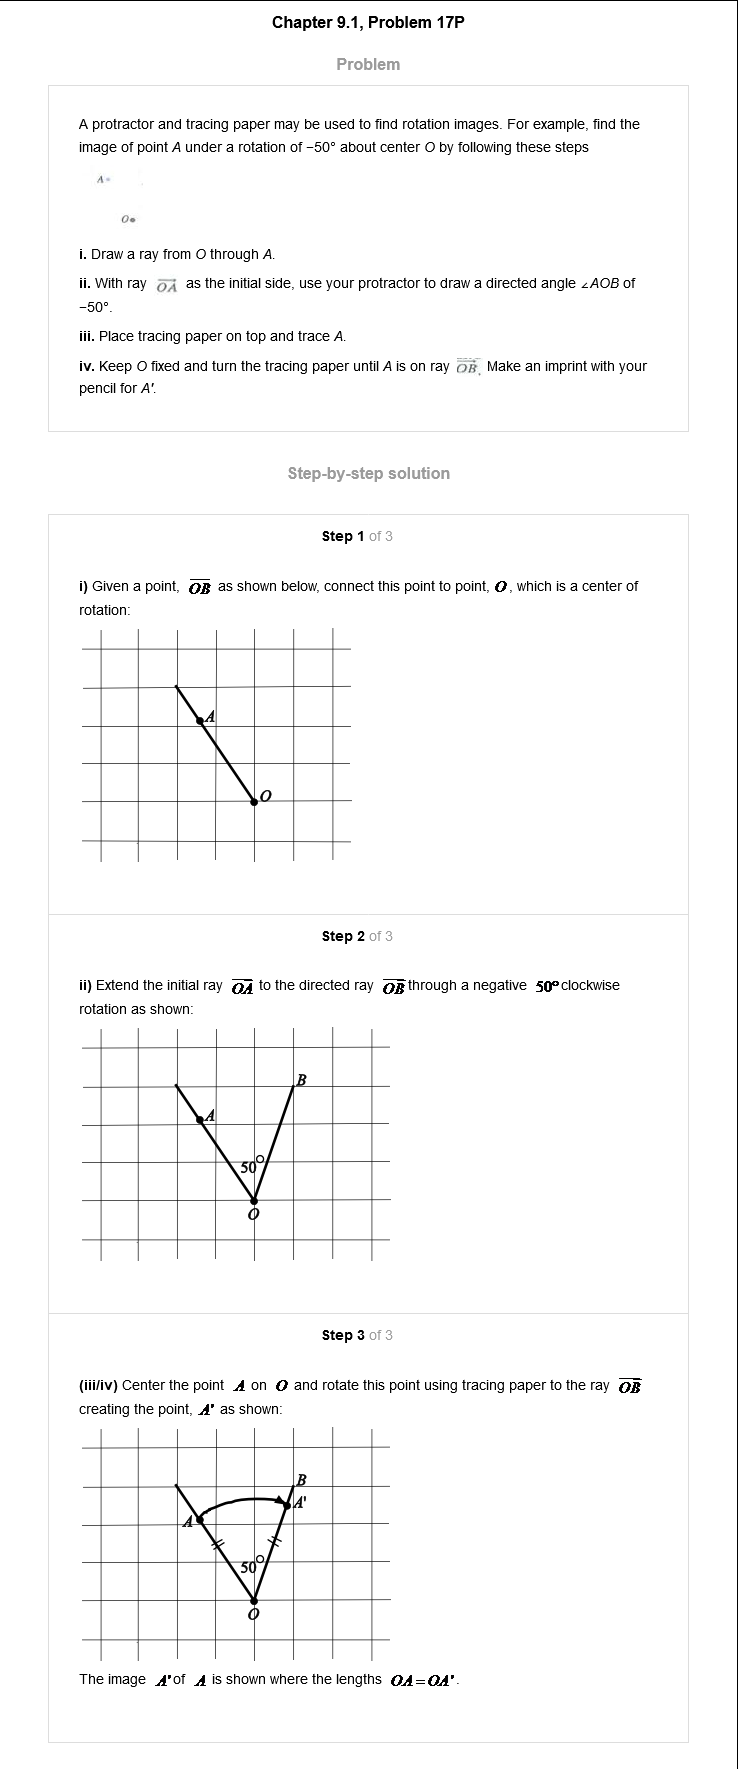 Chapter 9.1, Problem 17P
Problem
A protractor and tracing paper may be used to find rotation images. For example, find the
image of point A under a rotation of −50° about center O by following these steps
A
O
i. Draw a ray from O through A.
ii. With ray OA as the initial side, use your protractor to draw a directed angle ∠AOB of
−50°.
iii. Place tracing paper on top and trace A.
iv. Keep O fixed and turn the tracing paper until A is on ray OB. Make an imprint with your
pencil for A′.
Step-by-step solution
Step 1 of 3
i) Given a point, OB as shown below, connect this point to point, O, which is a center of
rotation:
A
O
Step 2 of 3
ii) Extend the initial ray OA to the directed ray OB through a negative 50° clockwise
rotation as shown:
B
A
50°
O
Step 3 of 3
(iii/iv) Center the point A on O and rotate this point using tracing paper to the ray OB
creating the point, A' as shown:
B
A'
A
50°
O
The image A' of A is shown where the lengths OA=OA'.